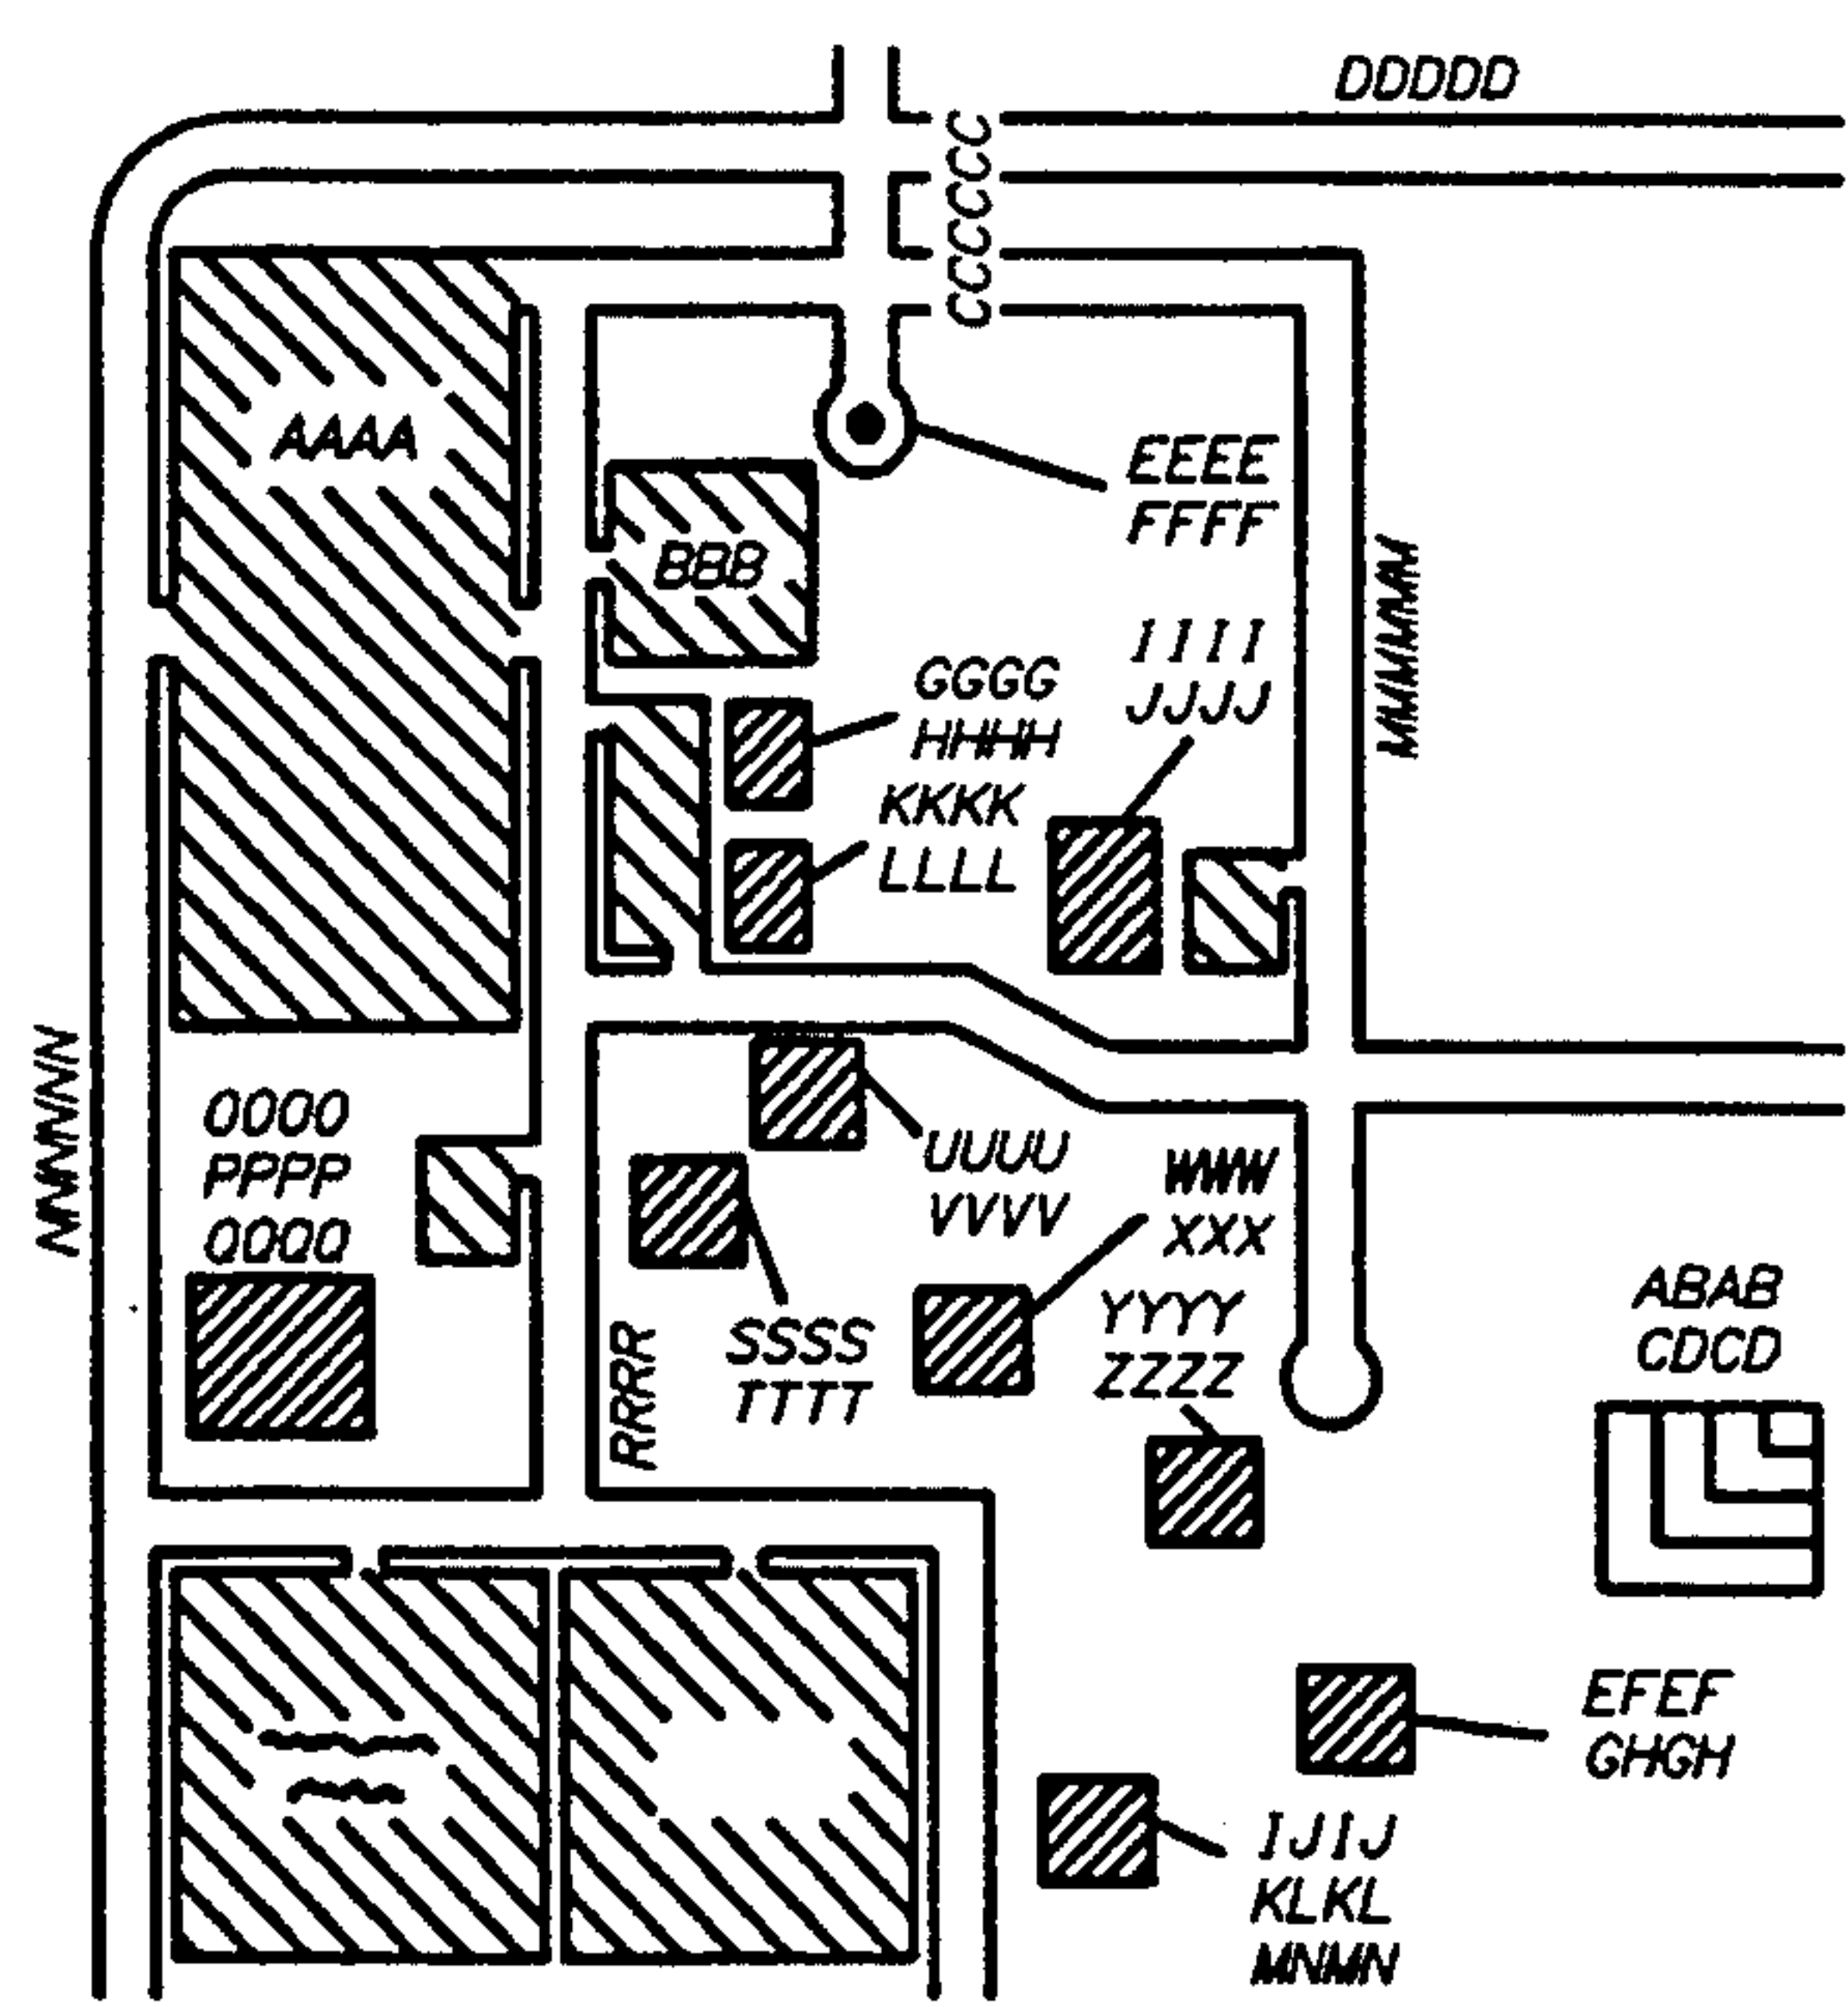 DDDDD
CCCCCC
AAAA
EEEE
FFFF
BBB
MMMMMM
IIII
JJJJ
GGGG
HHHH
KKKK
LLLL
NNNNNN
OOOO
PPPP
QQQQ
UUUU
VVVV
WWW
XXX
RRRR
SSSS
TTTT
YYYY
ZZZZ
ABAB
CDCD
EFEF
GHGH
IJIJ
KLKL
MNMN